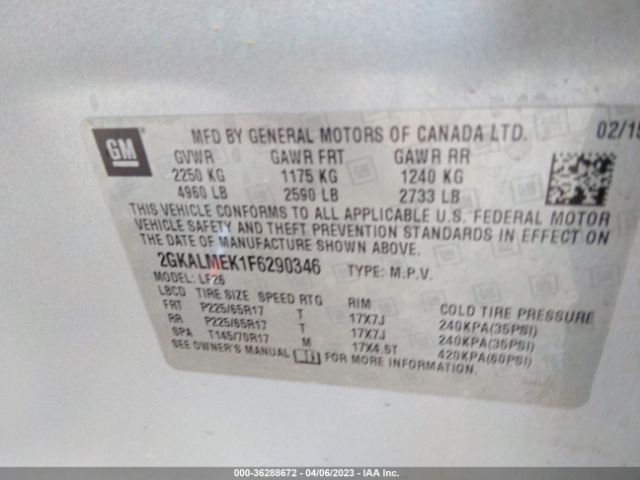 GM
MFD BY GENERAL MOTORS OF CANADA LTD. 02/15
GVWR GAWR FRT GAWR RR
2250 KG 1175 KG 1240 KG
4960 LB 2590 LB 2733 LB
THIS VEHICLE CONFORMS TO ALL APPLICABLE U.S. FEDERAL MOTOR
VEHICLE SAFETY AND THEFT PREVENTION STANDARDS IN EFFECT ON
THE DATE OF MANUFACTURE SHOWN ABOVE.
2GKALMEK1F6290346 TYPE: M.P.V.
MODEL: LF26
LBCD TIRE SIZE SPEED RTG RIM COLD TIRE PRESSURE
FRT P225/65R17 T 17X7J 240KPA(35PSI)
RR P225/65R17 T 17X7J 240KPA(35PSI)
SPA T145/70R17 M 17X4.5T 420KPA(60PSI)
SEE OWNER'S MANUAL FOR MORE INFORMATION.
000-36288672 - 04/06/2023 - IAA Inc.